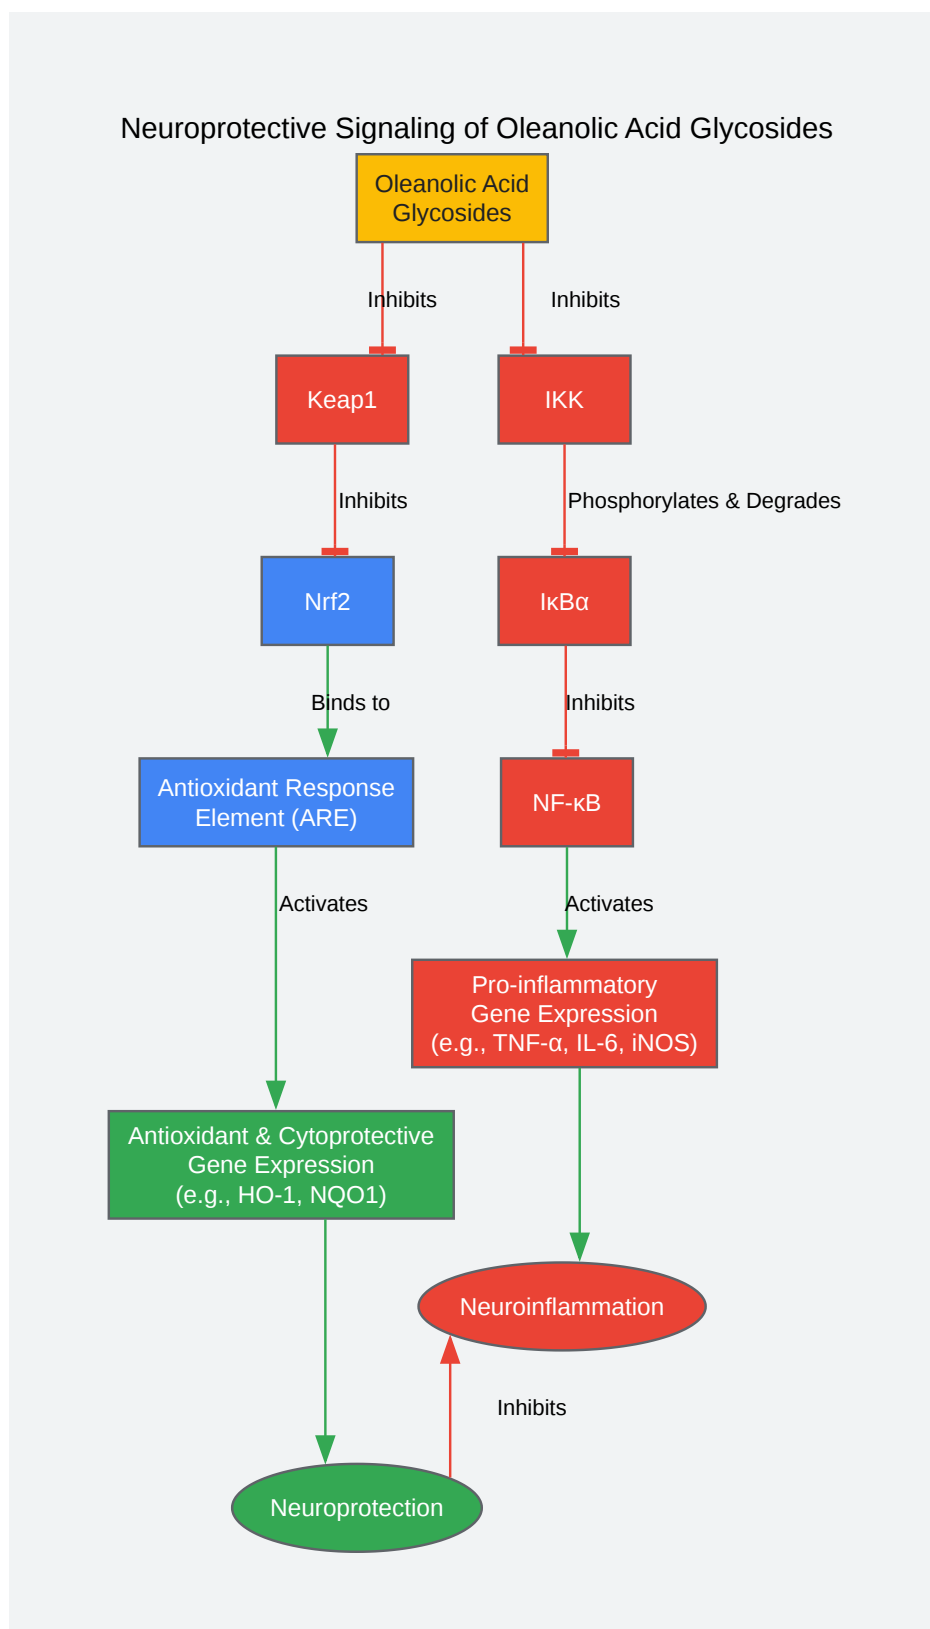 Neuroprotective Signaling of Oleanolic Acid Glycosides
Oleanolic Acid
Glycosides
Inhibits
Inhibits
Keap1
IKK
Inhibits
Phosphorylates & Degrades
Nrf2
IκBα
Binds to
Inhibits
Antioxidant Response
Element (ARE)
NF-κB
Activates
Activates
Pro-inflammatory
Gene Expression
(e.g., TNF-α, IL-6, iNOS)
Antioxidant & Cytoprotective
Gene Expression
(e.g., HO-1, NQO1)
Neuroinflammation
Inhibits
Neuroprotection